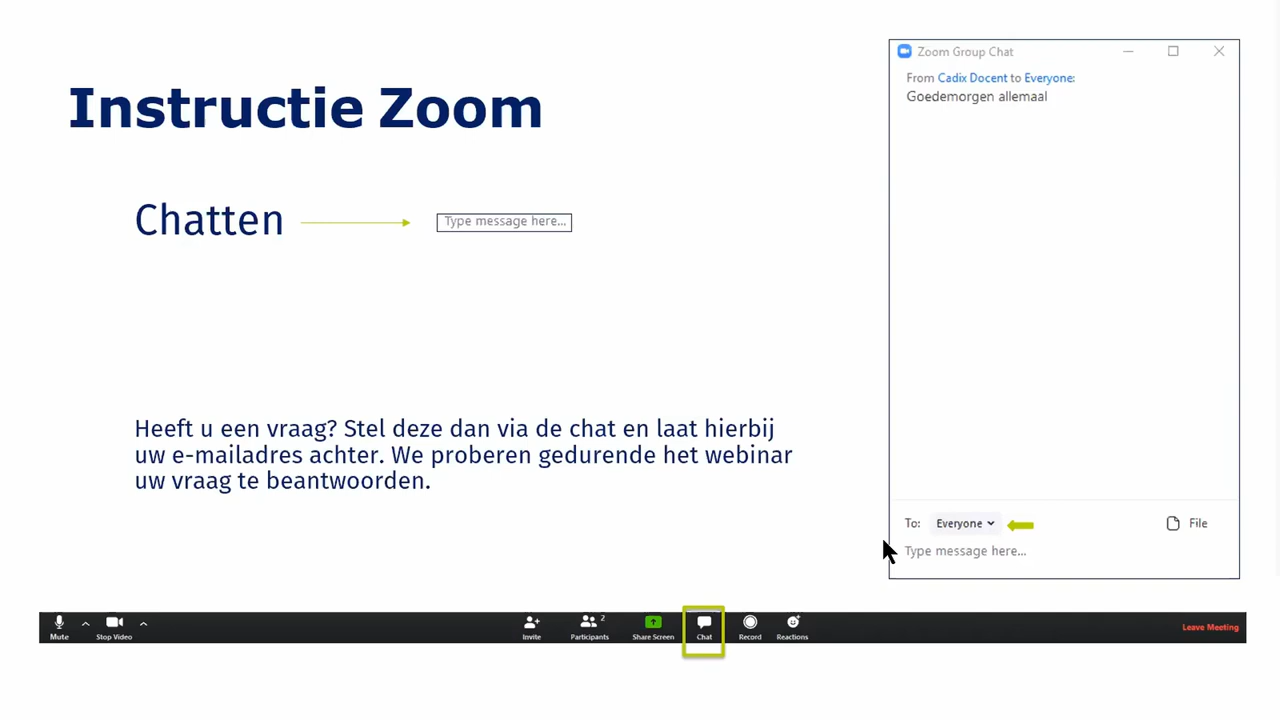 Instructie Zoom
Chatten
Type message here...
Heeft u een vraag? Stel deze dan via de chat en laat hierbij
uw e-mailadres achter. We proberen gedurende het webinar
uw vraag te beantwoorden.
Zoom Group Chat
From Cadix Docent to Everyone:
Goedemorgen allemaal
To: Everyone File
Type message here...
Mute Stop Video Invite Participants 2 Share Screen Chat Record Reactions Leave Meeting